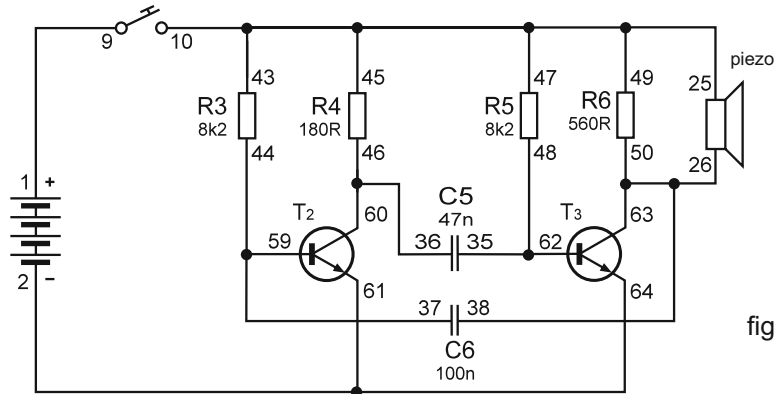 9 10
43 45 47 49 25 piezo
R3 8k2
R4 180R
R5 8k2
R6 560R
44 46 48 50 26
1 +
2 −
T2
59 60 61
C5
47n
36 35
T3
62 63 64
37 38
C6
100n
fig